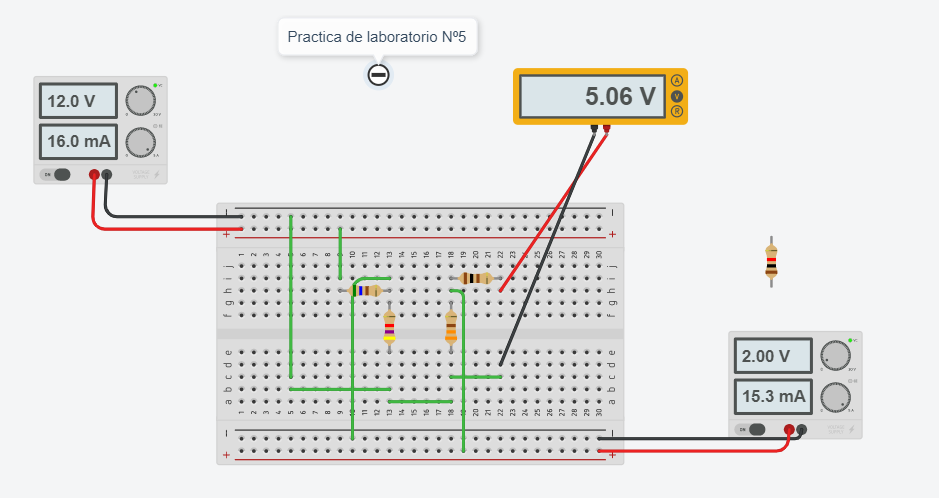 Practica de laboratorio Nº5
12.0 V
16.0 mA
ON
5.06 V
A
V
R
1 2 3 4 5 6 7 8 9 10 11 12 13 14 15 16 17 18 19 20 21 22 23 24 25 26 27 28 29 30
j j
i i
h h
g g
f f
e e
d d
c c
b b
a a
1 2 3 4 5 6 7 8 9 10 11 12 13 14 15 16 17 18 19 20 21 22 23 24 25 26 27 28 29 30
2.00 V
15.3 mA
ON